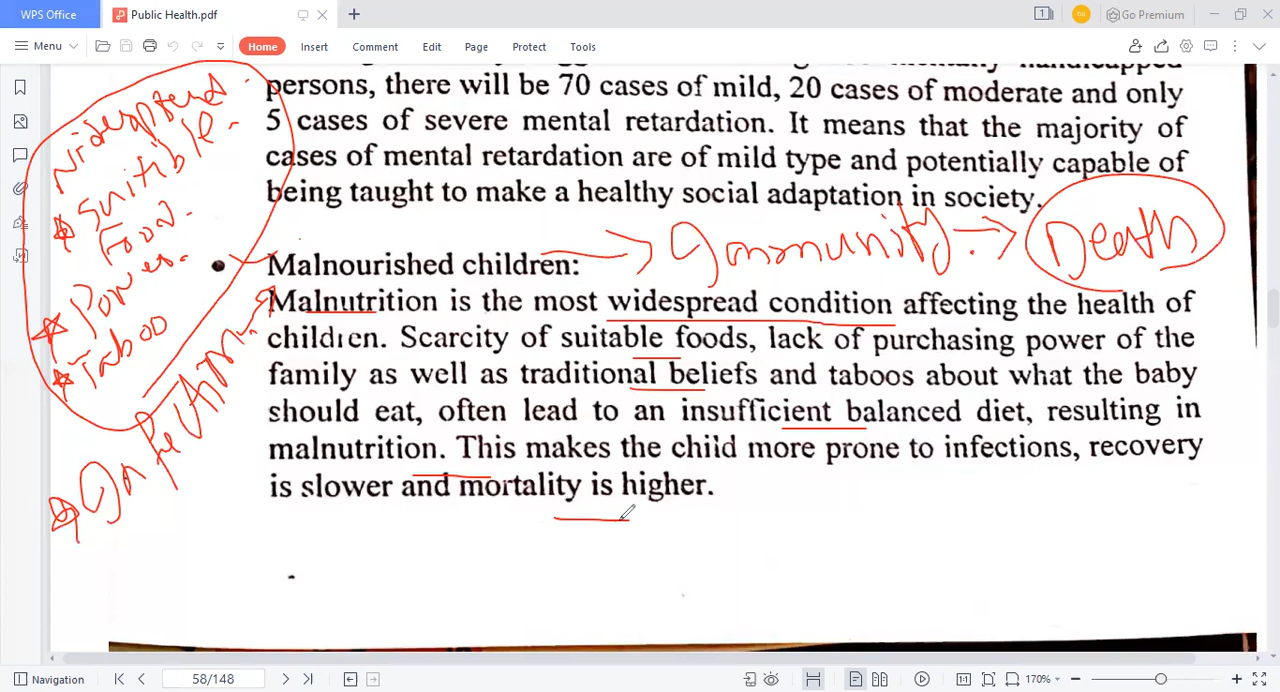 WPS Office
Public Health.pdf
Go Premium
Menu
Home
Insert
Comment
Edit
Page
Protect
Tools
persons, there will be 70 cases of mild, 20 cases of moderate and only
5 cases of severe mental retardation. It means that the majority of
cases of mental retardation are of mild type and potentially capable of
being taught to make a healthy social adaptation in society.
Death
Malnourished children:
Malnutrition is the most widespread condition affecting the health of
children. Scarcity of suitable foods, lack of purchasing power of the
family as well as traditional beliefs and taboos about what the baby
should eat, often lead to an insufficient balanced diet, resulting in
malnutrition. This makes the child more prone to infections, recovery
is slower and mortality is higher.
Food.
Power.
Taboo
Navigation
58/148
170%